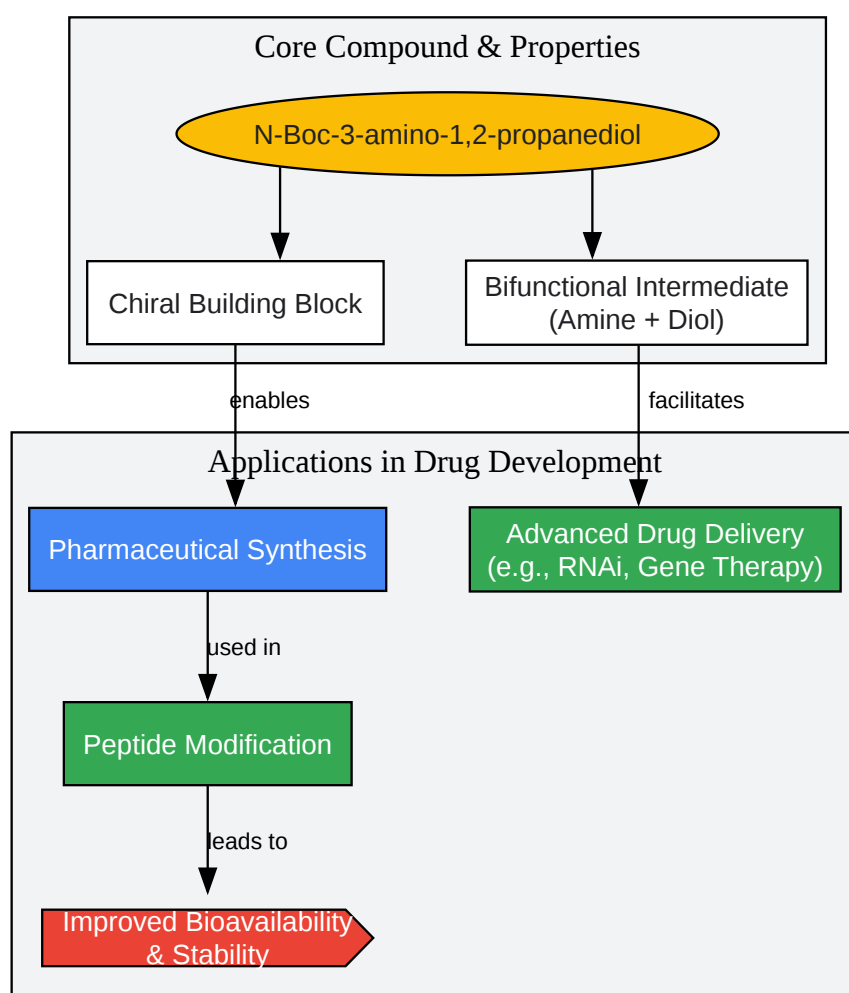 Core Compound & Properties
N-Boc-3-amino-1,2-propanediol
Chiral Building Block
Bifunctional Intermediate
(Amine + Diol)
enables
facilitates
Applications in Drug Development
Pharmaceutical Synthesis
Advanced Drug Delivery
(e.g., RNAi, Gene Therapy)
used in
Peptide Modification
leads to
Improved Bioavailability
& Stability